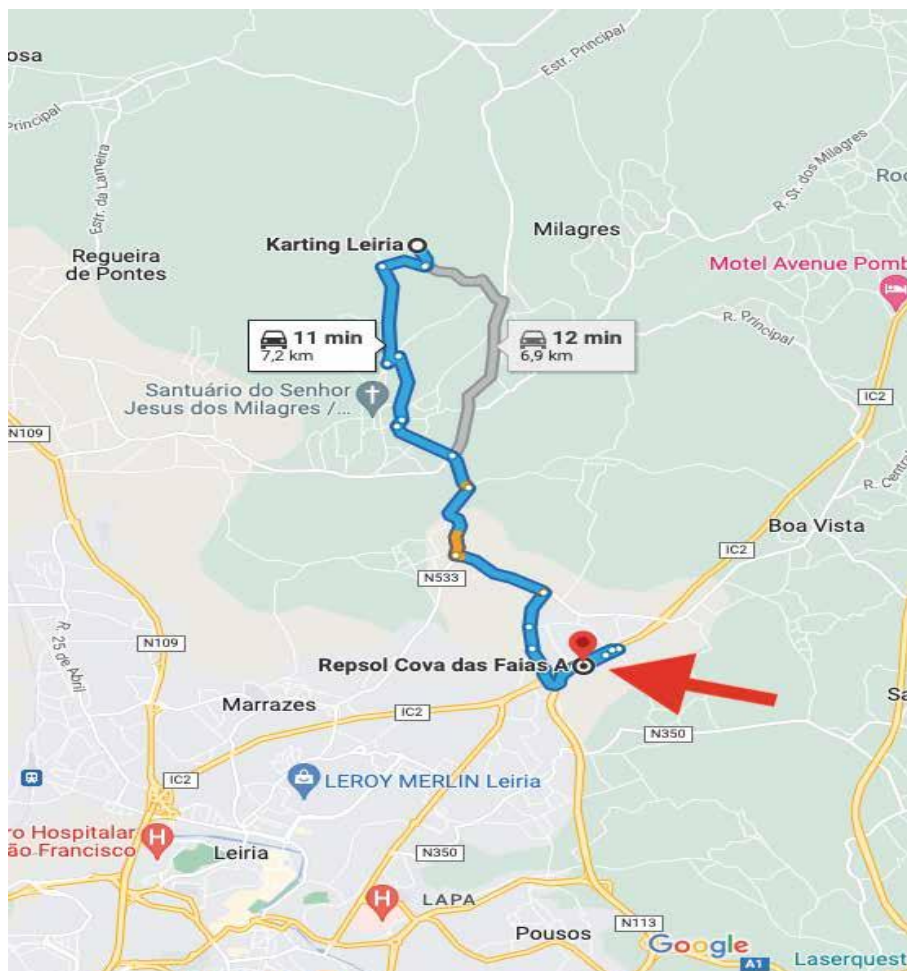 osa
Estr. Principal
Principal
Estr. da Lameira
R. St. dos Milagres
Roc
Karting Leiria
Milagres
Regueira
de Pontes
Motel Avenue Pomb
R. Principal
11 min
7,2 km
12 min
6,9 km
Santuário do Senhor
Jesus dos Milagres /...
IC2
N109
R. Central
Boa Vista
IC2
N533
R. 25 de Abril
N109
Repsol Cova das Faias A
Sa
Marrazes
IC2
N350
IC2
LEROY MERLIN Leiria
ro Hospitalar
ão Francisco
H
Leiria
N350
H
LAPA
N113
Pousos
Google
A1
Laserquest